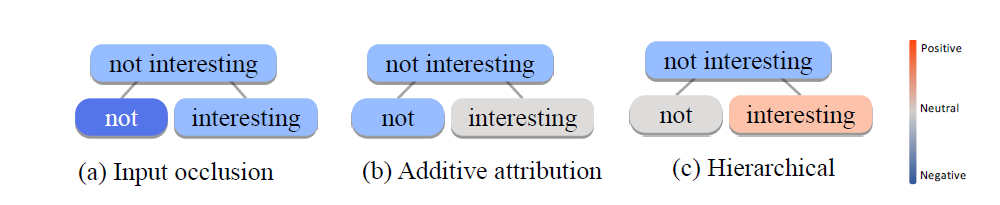 not interesting
not interesting
not interesting
not
interesting
not
interesting
not
interesting
(a) Input occlusion
(b) Additive attribution
(c) Hierarchical
Positive
Neutral
Negative